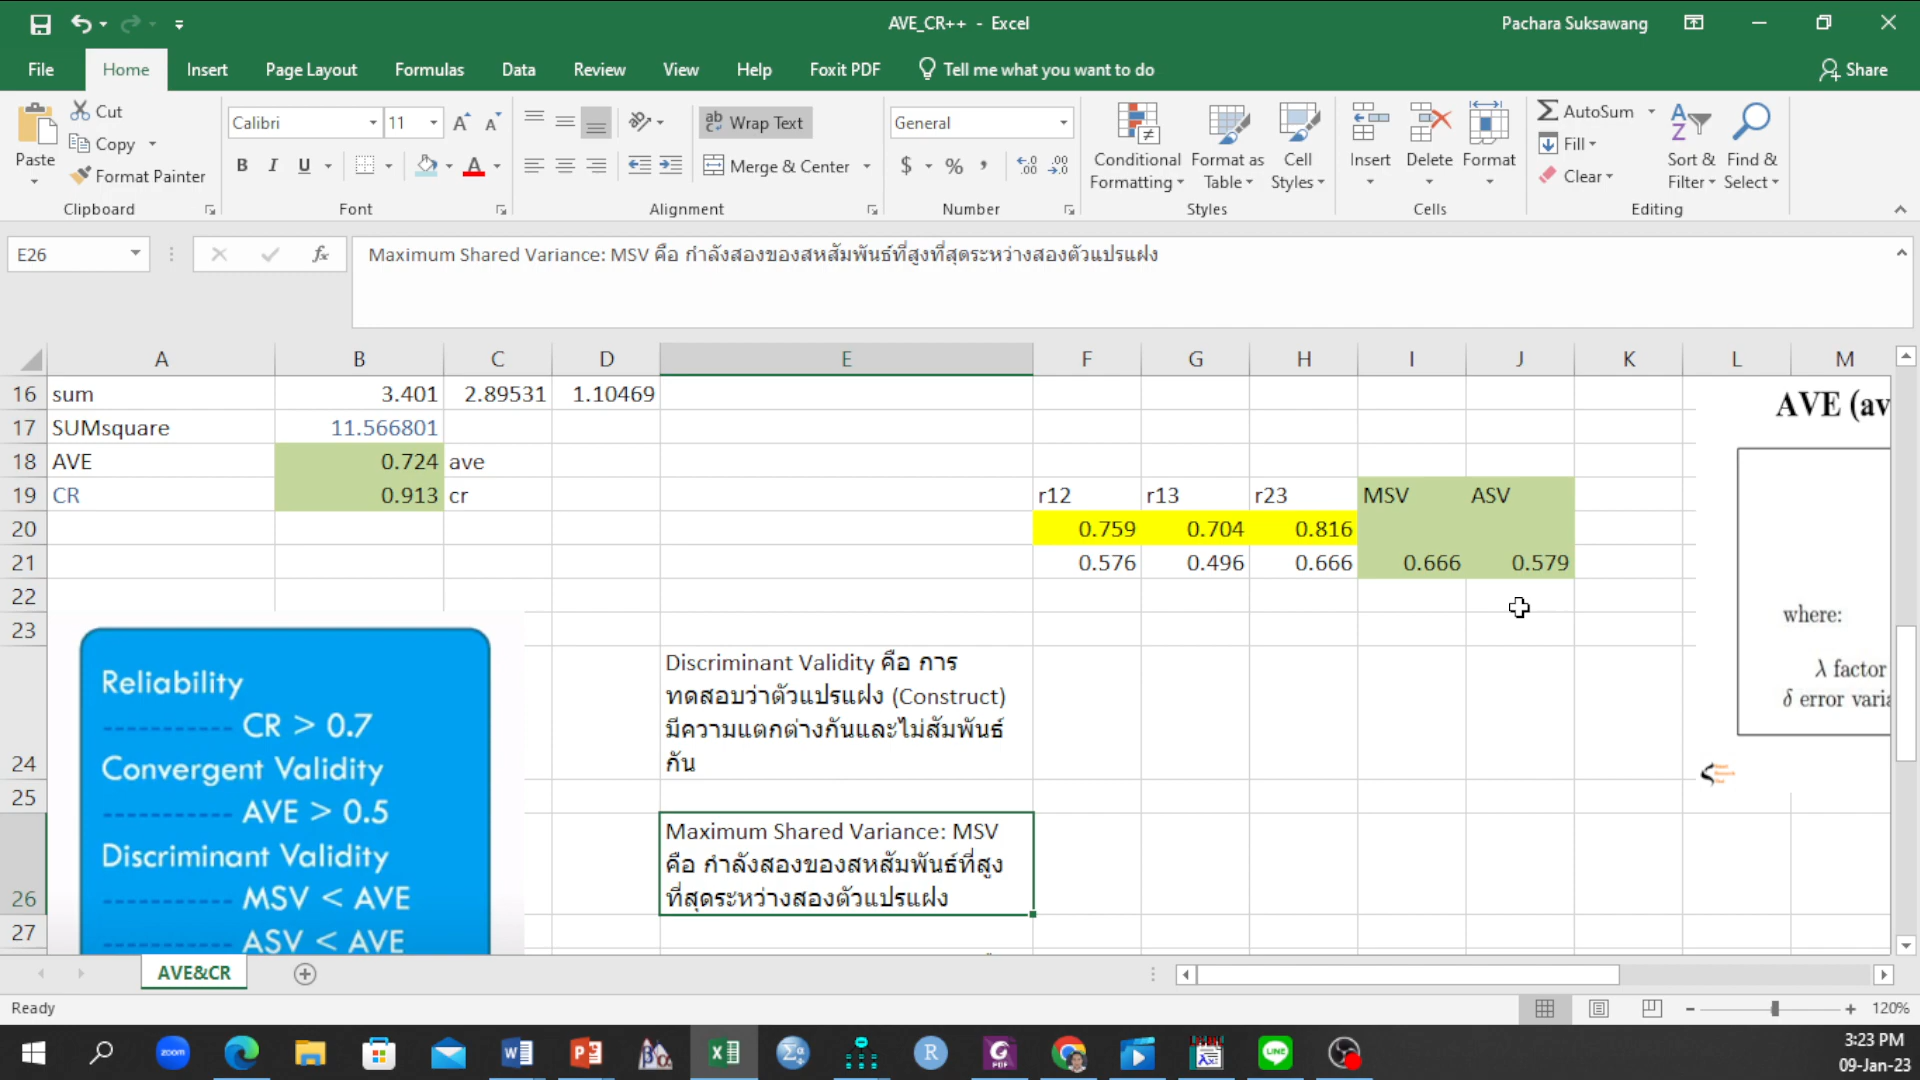 AVE_CR++ - Excel
Pachara Suksawang
File Home Insert Page Layout Formulas Data Review View Help Foxit PDF Tell me what you want to do Share
Paste
Cut
Copy
Format Painter
Clipboard
Calibri 11
B I U
Font
Wrap Text
Merge & Center
Alignment
General
$ % ,
Number
Conditional Formatting
Format as Table
Cell Styles
Styles
Insert Delete Format
Cells
AutoSum
Fill
Clear
Sort & Filter
Find & Select
Editing
E26
fx
Maximum Shared Variance: MSV คือ กำลังสองของสหสัมพันธ์ที่สูงที่สุดระหว่างสองตัวแปรแฝง
A B C D E F G H I J K L M
16 sum 3.401 2.89531 1.10469
17 SUMsquare 11.566801
18 AVE 0.724 ave
19 CR 0.913 cr r12 r13 r23 MSV ASV
20 0.759 0.704 0.816
21 0.576 0.496 0.666 0.666 0.579
22
23
24
25
26
27
Reliability
----------- CR > 0.7
Convergent Validity
----------- AVE > 0.5
Discriminant Validity
----------- MSV < AVE
----------- ASV < AVE
Discriminant Validity คือ การ
ทดสอบว่าตัวแปรแฝง (Construct)
มีความแตกต่างกันและไม่สัมพันธ์
กัน
Maximum Shared Variance: MSV
คือ กำลังสองของสหสัมพันธ์ที่สูง
ที่สุดระหว่างสองตัวแปรแฝง
AVE (av
where:
λ factor
δ error varia
AVE&CR
Ready
120%
zoom
3:23 PM
09-Jan-23